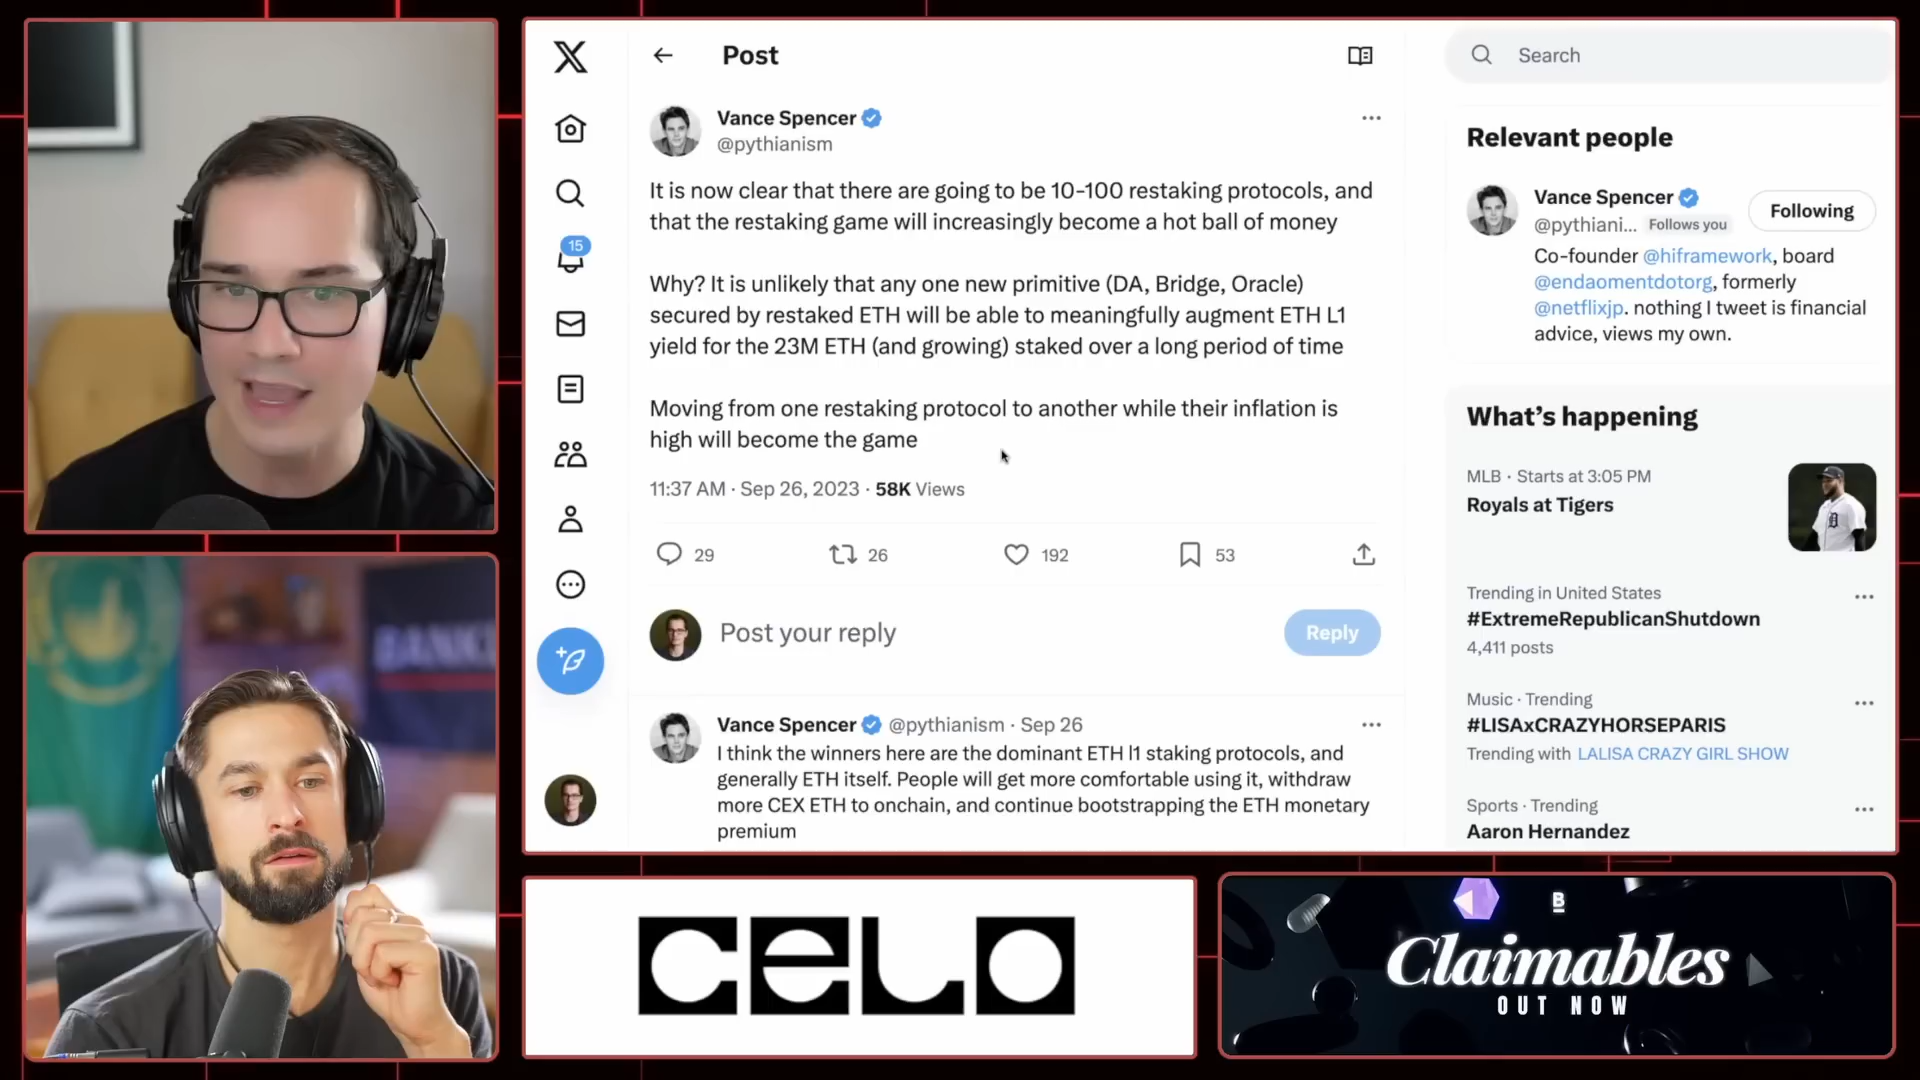 Post
Search
Vance Spencer
@pythianism
It is now clear that there are going to be 10-100 restaking protocols, and
that the restaking game will increasingly become a hot ball of money
Why? It is unlikely that any one new primitive (DA, Bridge, Oracle)
secured by restaked ETH will be able to meaningfully augment ETH L1
yield for the 23M ETH (and growing) staked over a long period of time
Moving from one restaking protocol to another while their inflation is
high will become the game
11:37 AM · Sep 26, 2023 · 58K Views
29
26
192
53
Post your reply
Reply
Vance Spencer @pythianism · Sep 26
I think the winners here are the dominant ETH l1 staking protocols, and
generally ETH itself. People will get more comfortable using it, withdraw
more CEX ETH to onchain, and continue bootstrapping the ETH monetary
premium
15
Relevant people
Vance Spencer
@pythiani... Follows you
Following
Co-founder @hiframework, board
@endaomentdotorg, formerly
@netflixjp. nothing I tweet is financial
advice, views my own.
What's happening
MLB · Starts at 3:05 PM
Royals at Tigers
Trending in United States
#ExtremeRepublicanShutdown
4,411 posts
Music · Trending
#LISAxCRAZYHORSEPARIS
Trending with LALISA CRAZY GIRL SHOW
Sports · Trending
Aaron Hernandez
CELO
B
Claimables
OUT NOW